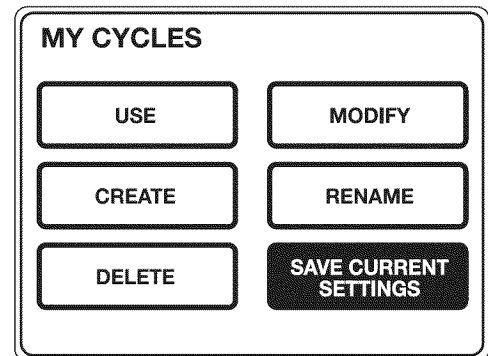 MY CYCLES
USE
MODIFY
CREATE
RENAME
DELETE
SAVE CURRENT
SETTINGS